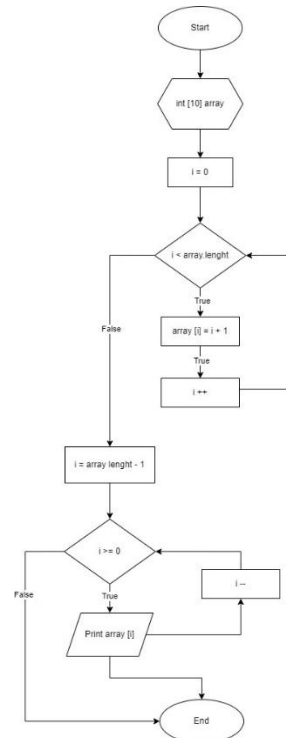 Start
int [10] array
i = 0
i < array.lenght
True
False
array [i] = i + 1
True
i ++
i = array lenght - 1
i >= 0
i --
False
True
Print array [i]
End